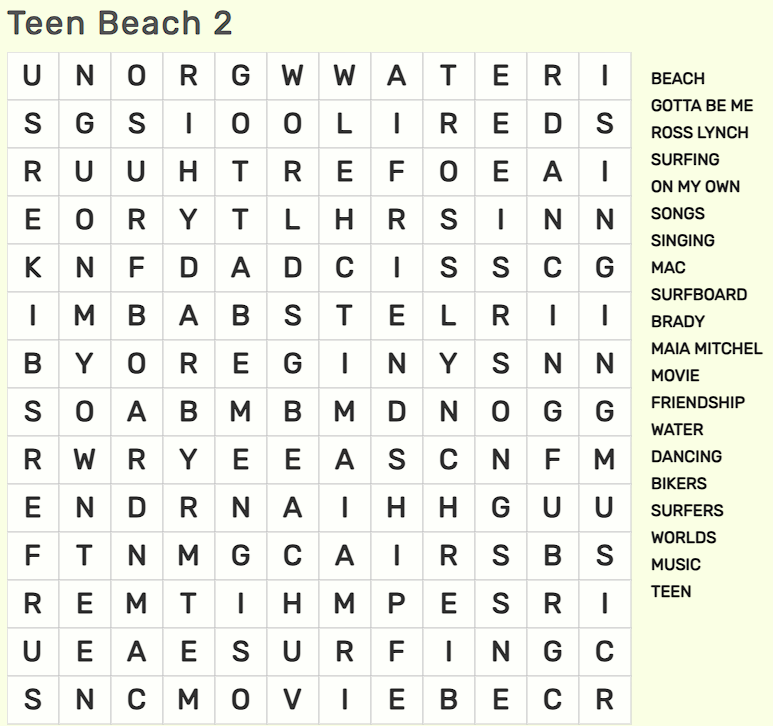 Teen Beach 2
U N O R G W W A T E R I
S G S I O O L I R E D S
R U U H T R E F O E A I
E O R Y T L H R S I N N
K N F D A D C I S S C G
I M B A B S T E L R I I
B Y O R E G I N Y S N N
S O A B M B M D N O G G
R W R Y E E A S C N F M
E N D R N A I H H G U U
F T N M G C A I R S B S
R E M T I H M P E S R I
U E A E S U R F I N G C
S N C M O V I E B E C R
BEACH
GOTTA BE ME
ROSS LYNCH
SURFING
ON MY OWN
SONGS
SINGING
MAC
SURFBOARD
BRADY
MAIA MITCHEL
MOVIE
FRIENDSHIP
WATER
DANCING
BIKERS
SURFERS
WORLDS
MUSIC
TEEN